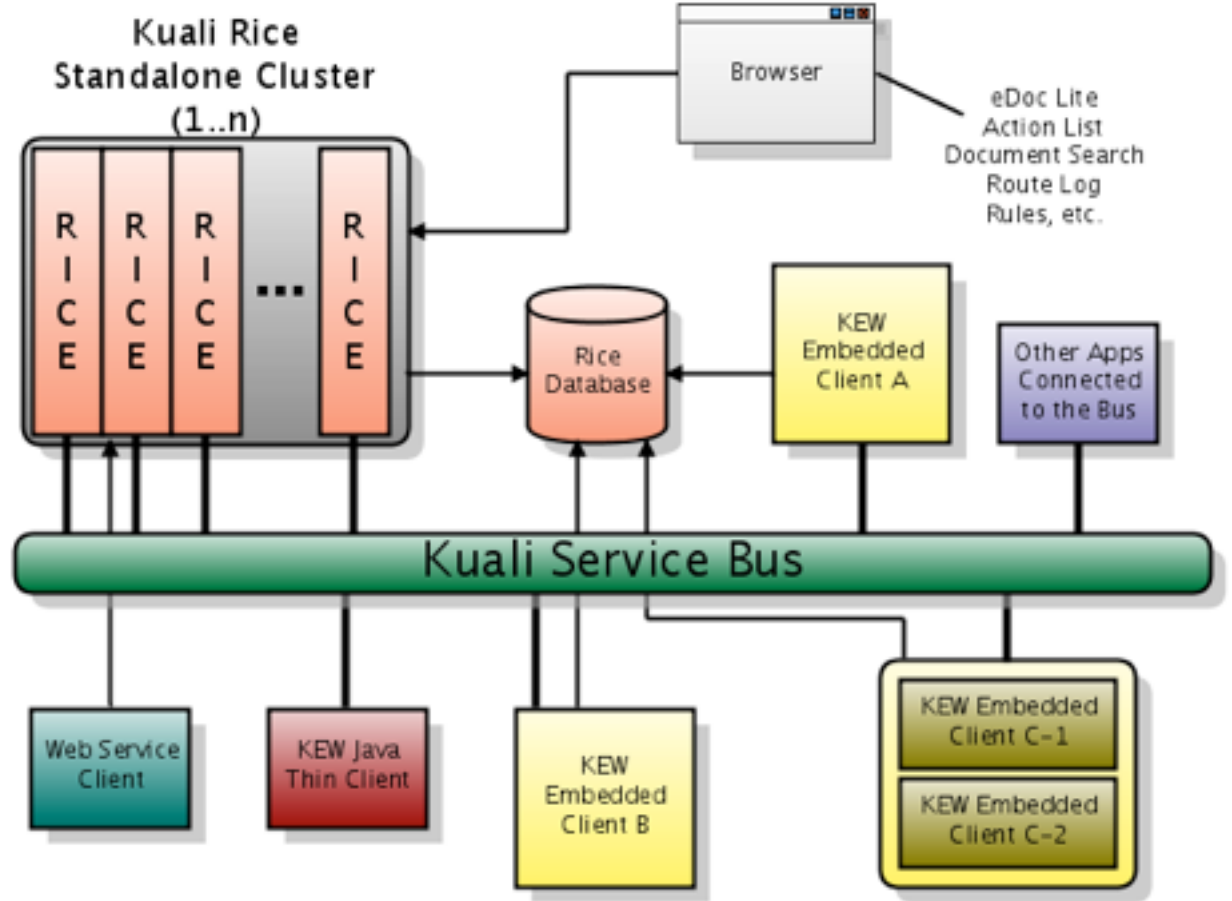 Kuali Rice
Standalone Cluster
(1..n)
Browser
eDoc Lite
Action List
Document Search
Route Log
Rules, etc.
R
I
C
E
R
I
C
E
R
I
C
E
...
R
I
C
E
Rice
Database
KEW
Embedded
Client A
Other Apps
Connected
to the Bus
Kuali Service Bus
Web Service
Client
KEW Java
Thin Client
KEW
Embedded
Client B
KEW Embedded
Client C-1
KEW Embedded
Client C-2